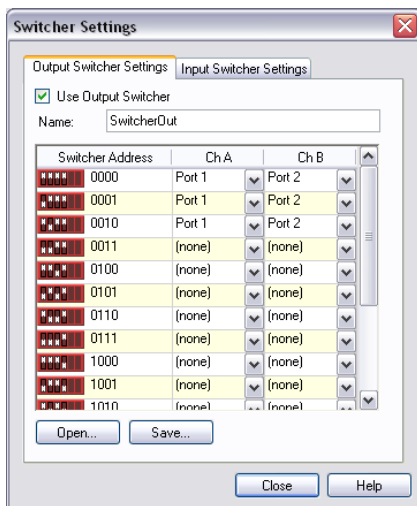 Switcher Settings
Output Switcher Settings Input Switcher Settings
Use Output Switcher
Name: SwitcherOut
Switcher Address Ch A Ch B
0000 Port 1 Port 2
0001 Port 1 Port 2
0010 Port 1 Port 2
0011 (none) (none)
0100 (none) (none)
0101 (none) (none)
0110 (none) (none)
0111 (none) (none)
1000 (none) (none)
1001 (none) (none)
1010 (none) (none)
Open... Save...
Close Help